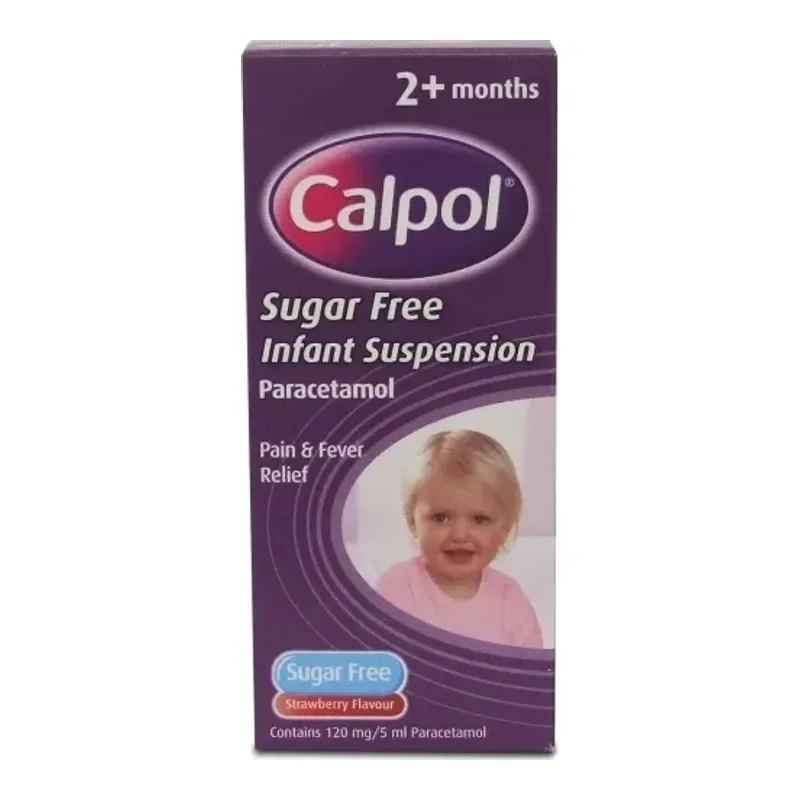 2+ months
Calpol®
Sugar Free
Infant Suspension
Paracetamol
Pain & Fever
Relief
Sugar Free
Strawberry Flavour
Contains 120 mg/5 ml Paracetamol